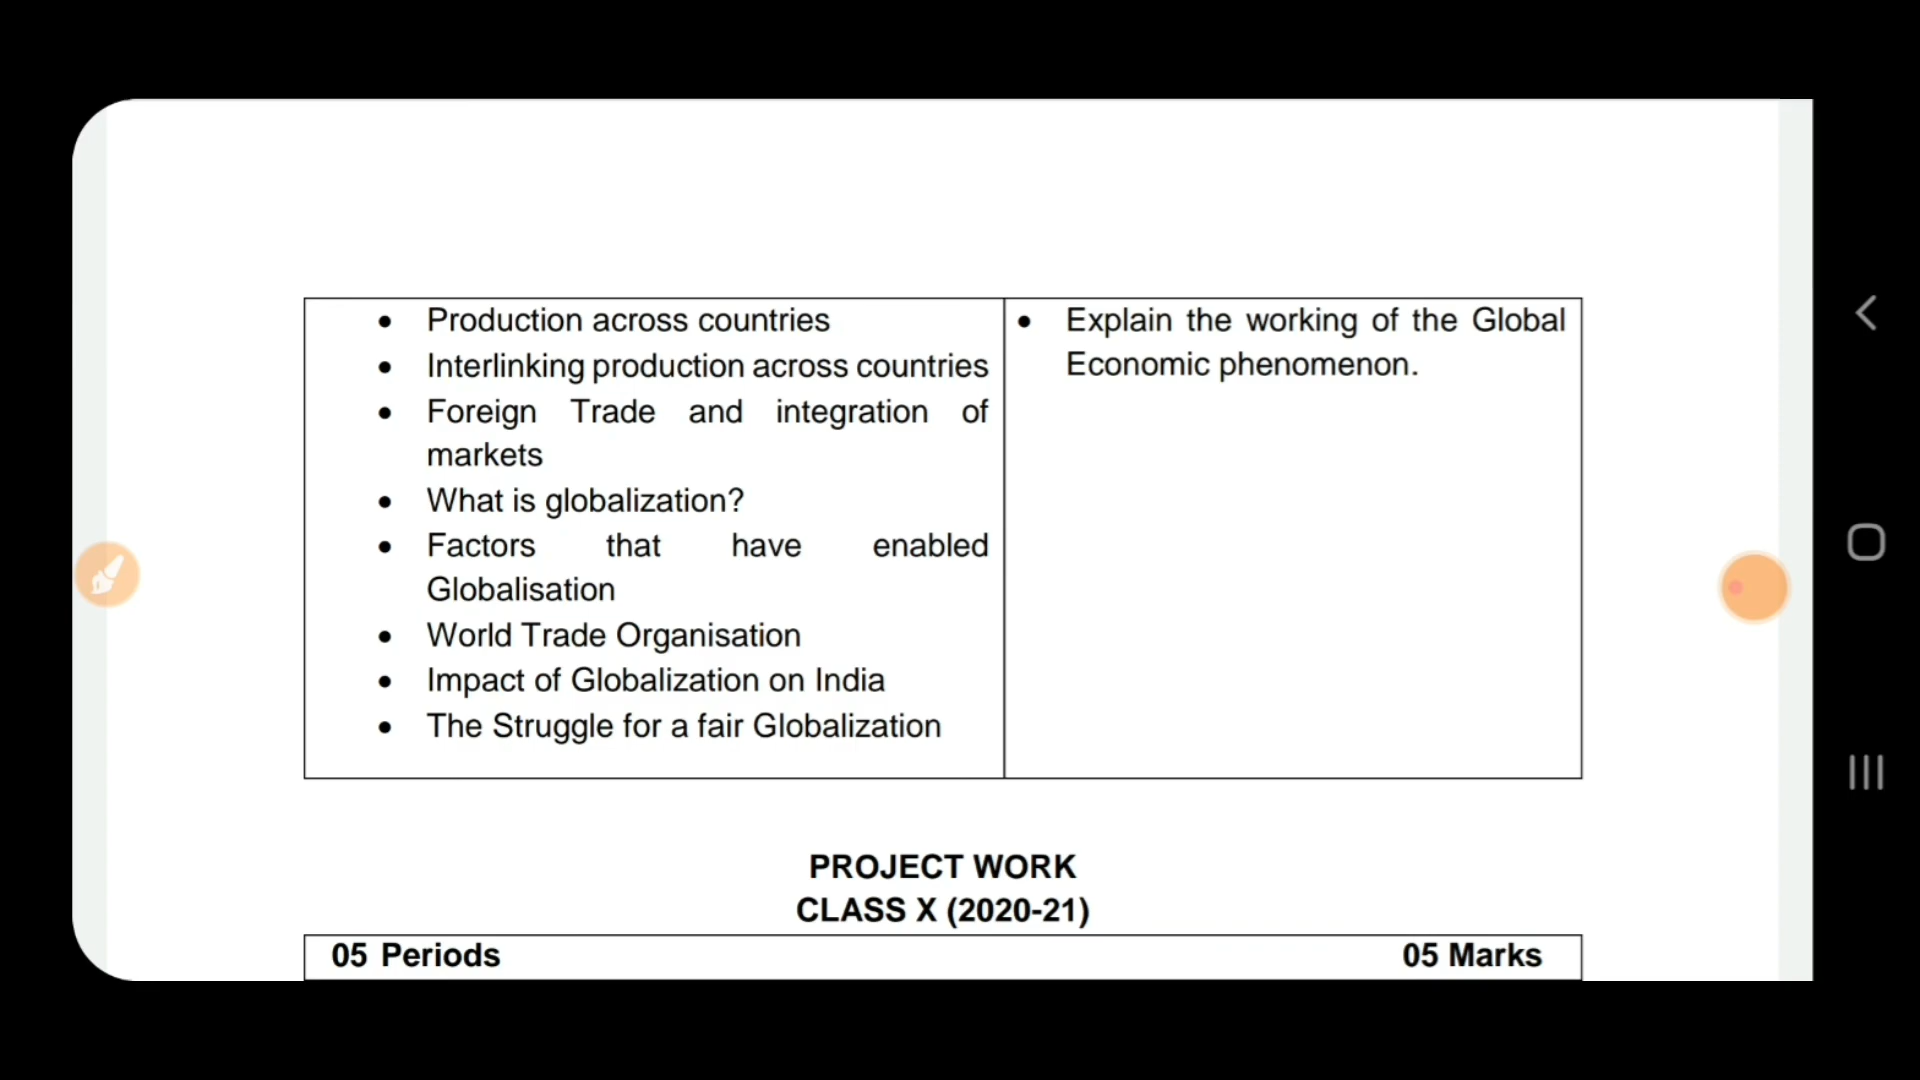 • Production across countries
• Interlinking production across countries
• Foreign Trade and integration of
markets
• What is globalization?
• Factors that have enabled
Globalisation
• World Trade Organisation
• Impact of Globalization on India
• The Struggle for a fair Globalization
• Explain the working of the Global
Economic phenomenon.
PROJECT WORK
CLASS X (2020-21)
05 Periods 05 Marks